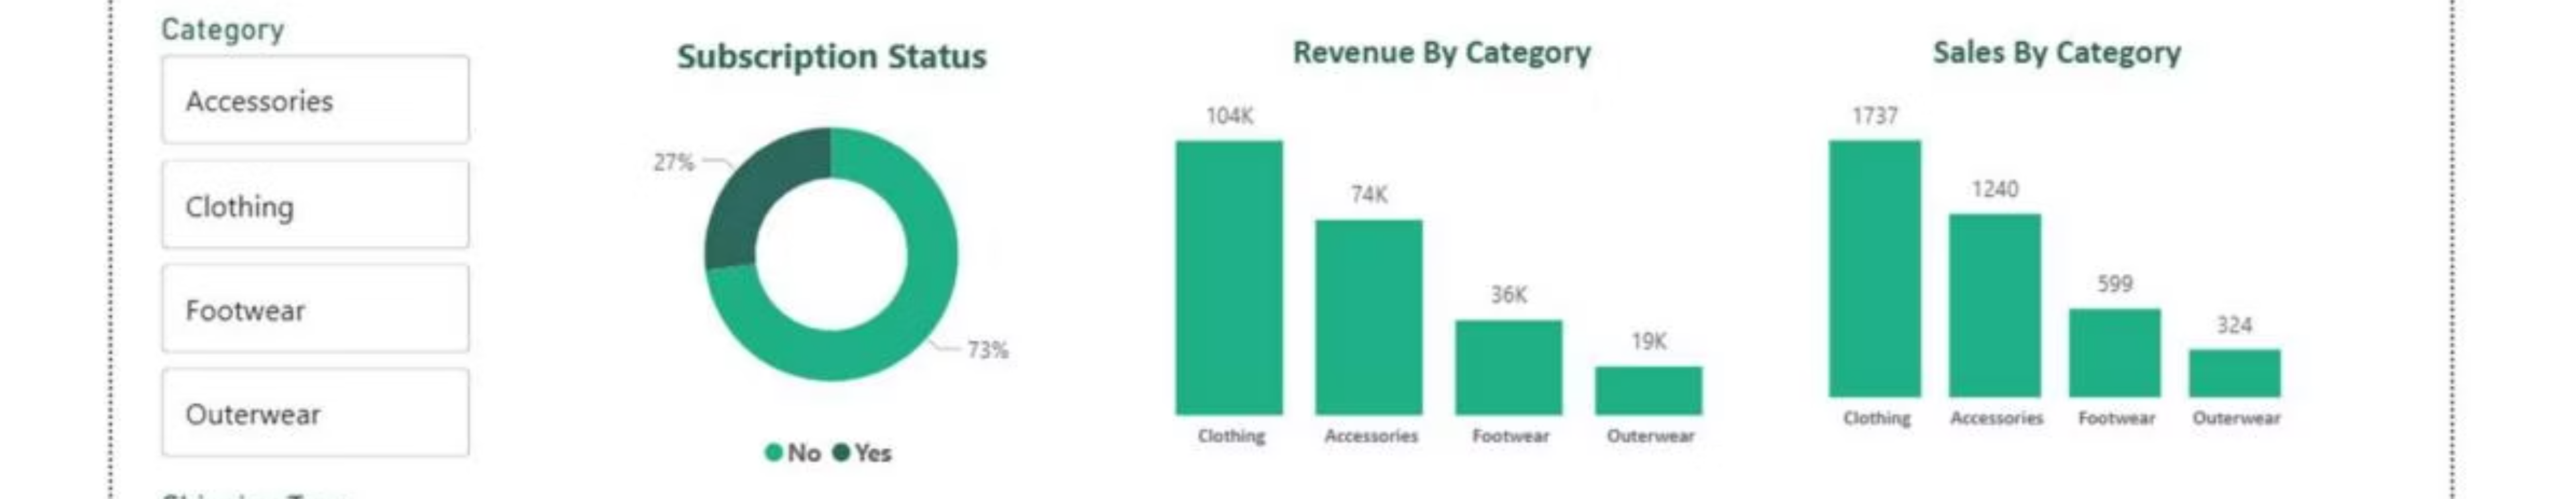 Category
Accessories
Clothing
Footwear
Outerwear
Subscription Status
27%
73%
No Yes
Revenue By Category
104K
74K
36K
19K
Clothing Accessories Footwear Outerwear
Sales By Category
1737
1240
599
324
Clothing Accessories Footwear Outerwear